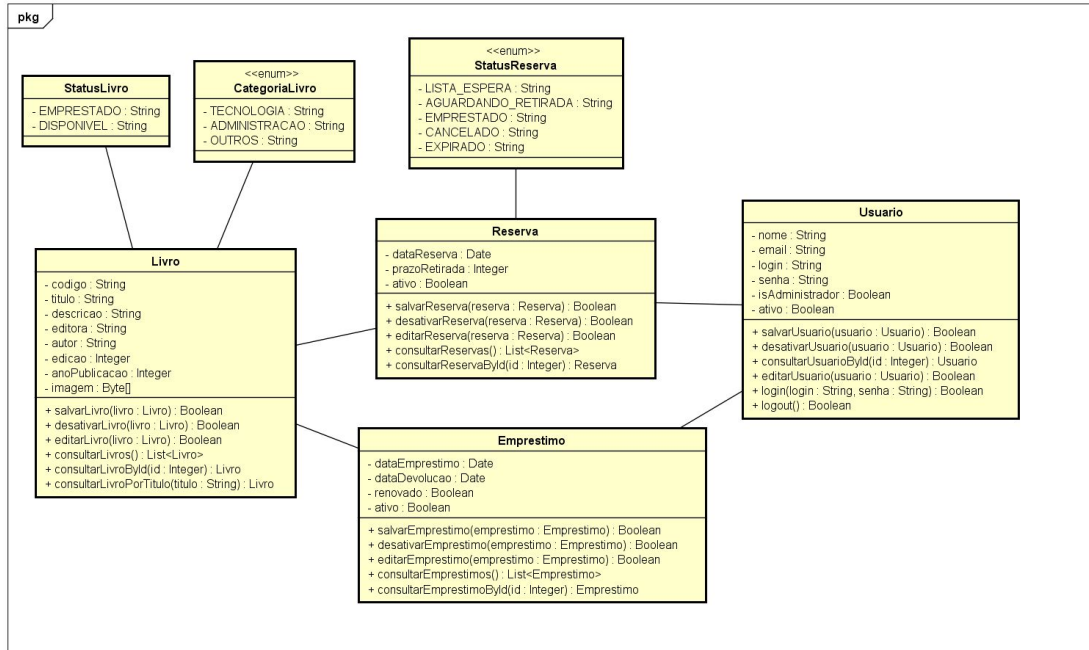 pkg
<<enum>>
StatusReserva
- LISTA_ESPERA : String
- AGUARDANDO_RETIRADA : String
- EMPRESTADO : String
- CANCELADO : String
- EXPIRADO : String
StatusLivro
- EMPRESTADO : String
- DISPONIVEL : String
<<enum>>
CategoriaLivro
- TECNOLOGIA : String
- ADMINISTRACAO : String
- OUTROS : String
Usuario
- nome : String
- email : String
- login : String
- senha : String
- isAdministrador : Boolean
- ativo : Boolean
+ salvarUsuario(usuario : Usuario) : Boolean
+ desativarUsuario(usuario : Usuario) : Boolean
+ consultarUsuarioById(id : Integer) : Usuario
+ editarUsuario(usuario : Usuario) : Boolean
+ login(login : String, senha : String) : Boolean
+ logout() : Boolean
Reserva
- dataReserva : Date
- prazoRetirada : Integer
- ativo : Boolean
+ salvarReserva(reserva : Reserva) : Boolean
+ desativarReserva(reserva : Reserva) : Boolean
+ editarReserva(reserva : Reserva) : Boolean
+ consultarReservas() : List<Reserva>
+ consultarReservaById(id : Integer) : Reserva
Livro
- codigo : String
- titulo : String
- descricao : String
- editora : String
- autor : String
- edicao : Integer
- anoPublicacao : Integer
- imagem : Byte[]
+ salvarLivro(livro : Livro) : Boolean
+ desativarLivro(livro : Livro) : Boolean
+ editarLivro(livro : Livro) : Boolean
+ consultarLivros() : List<Livro>
+ consultarLivroById(id : Integer) : Livro
+ consultarLivroPorTitulo(titulo : String) : Livro
Emprestimo
- dataEmprestimo : Date
- dataDevolucao : Date
- renovado : Boolean
- ativo : Boolean
+ salvarEmprestimo(emprestimo : Emprestimo) : Boolean
+ desativarEmprestimo(emprestimo : Emprestimo) : Boolean
+ editarEmprestimo(emprestimo : Emprestimo) : Boolean
+ consultarEmprestimos() : List<Emprestimo>
+ consultarEmprestimoById(id : Integer) : Emprestimo